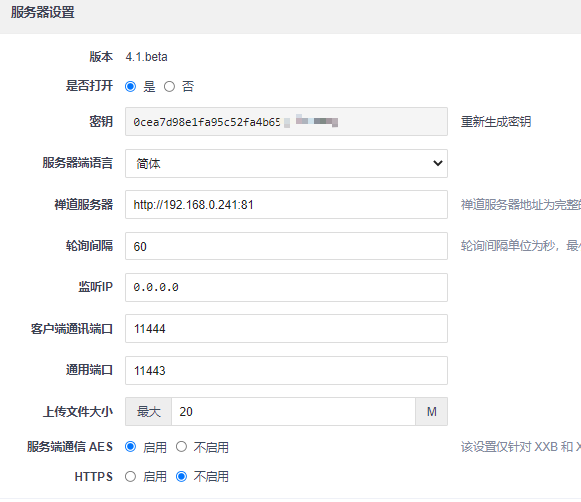 服务器设置
版本 4.1.beta
是否打开 是 否
密钥 0cea7d98e1fa95c52fa4b65 重新生成密钥
服务器端语言 简体
禅道服务器 http://192.168.0.241:81 禅道服务器地址为完整的
轮询间隔 60 轮询间隔单位为秒，最
监听IP 0.0.0.0
客户端通讯端口 11444
通用端口 11443
上传文件大小 最大 20 M
服务端通信 AES 启用 不启用 该设置仅针对 XXB 和 X
HTTPS 启用 不启用